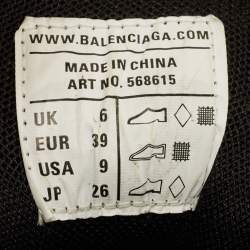 WWW.BALENCIAGA.COM
MADE IN CHINA
ART NO. 568615
UK 6
EUR 39
USA 9
JP 26